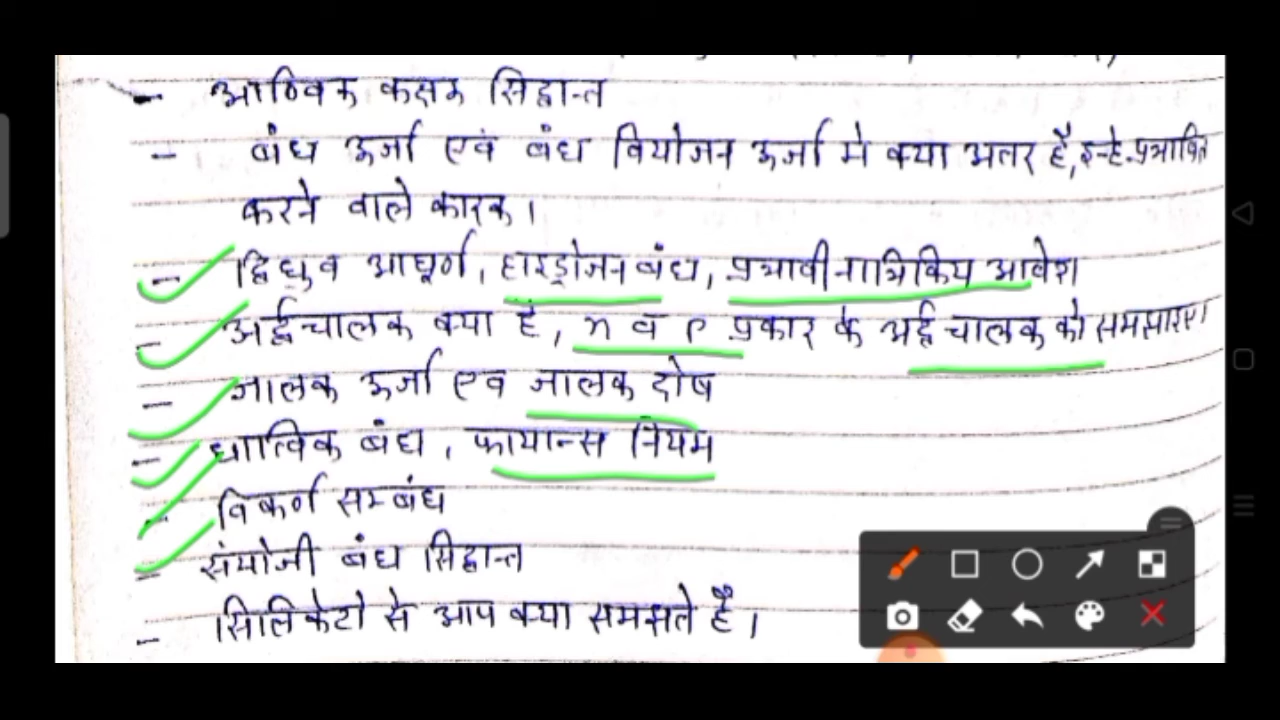 - आण्विक कक्षक सिद्धान्त
- बंध ऊर्जा एवं बंध वियोजन ऊर्जा मे क्या अंतर है, इन्हे प्रभावित
करने वाले कारक।
- द्विध्रुव आघूर्ण, हाइड्रोजन बंध, प्रभावी नाभिकिय आवेश
- अर्द्धचालक क्या है, n व p प्रकार के अर्द्धचालक को समझाइए।
- जालक ऊर्जा एव जालक दोष
- धात्विक बंध, फायान्स नियम
- विकर्ण सम्बंध
- संयोजी बंध सिद्धान्त
- सिलिकेटो से आप क्या समझते है।